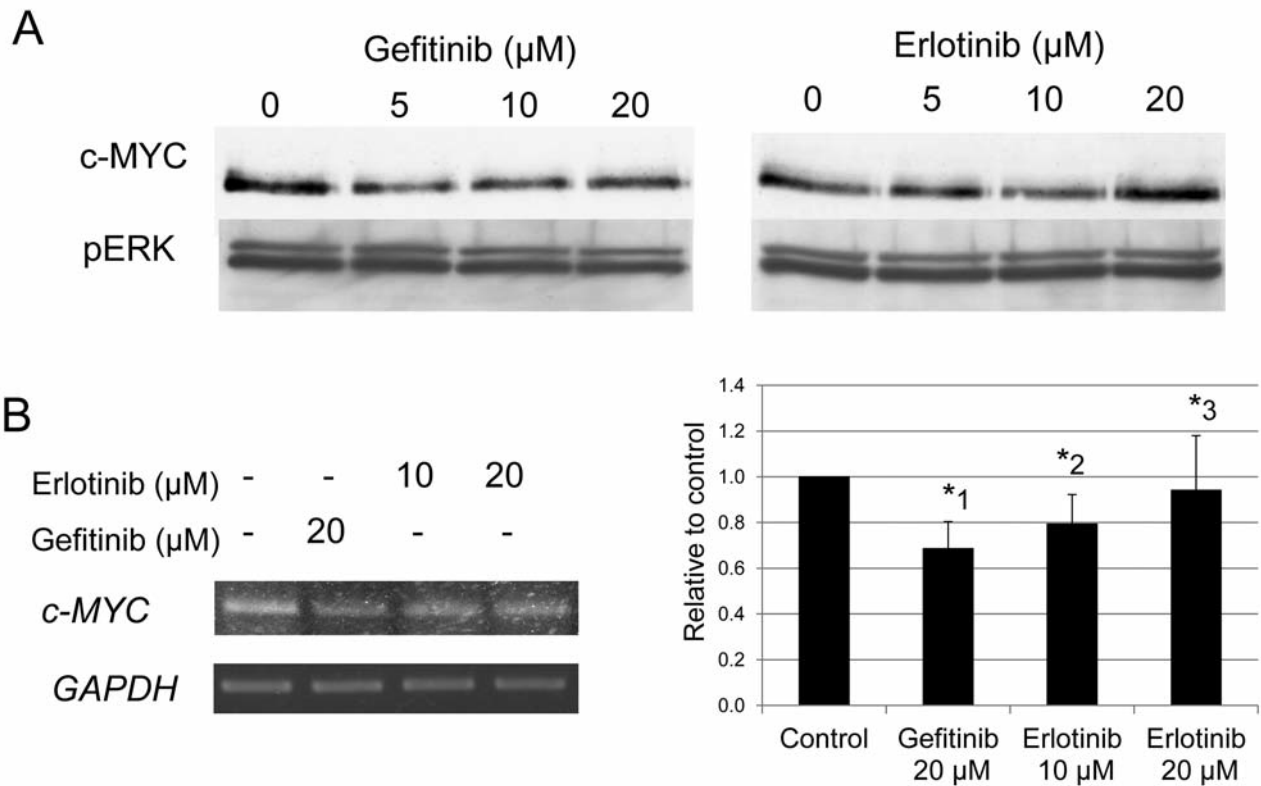 A
Gefitinib (µM)
0 5 10 20
Erlotinib (µM)
0 5 10 20
c-MYC
pERK
B
Erlotinib (µM) - - 10 20
Gefitinib (µM) - 20 - -
c-MYC
GAPDH
Relative to control
1.4
1.2
1.0
0.8
0.6
0.4
0.2
0.0
*1
*2
*3
Control
Gefitinib
20 µM
Erlotinib
10 µM
Erlotinib
20 µM